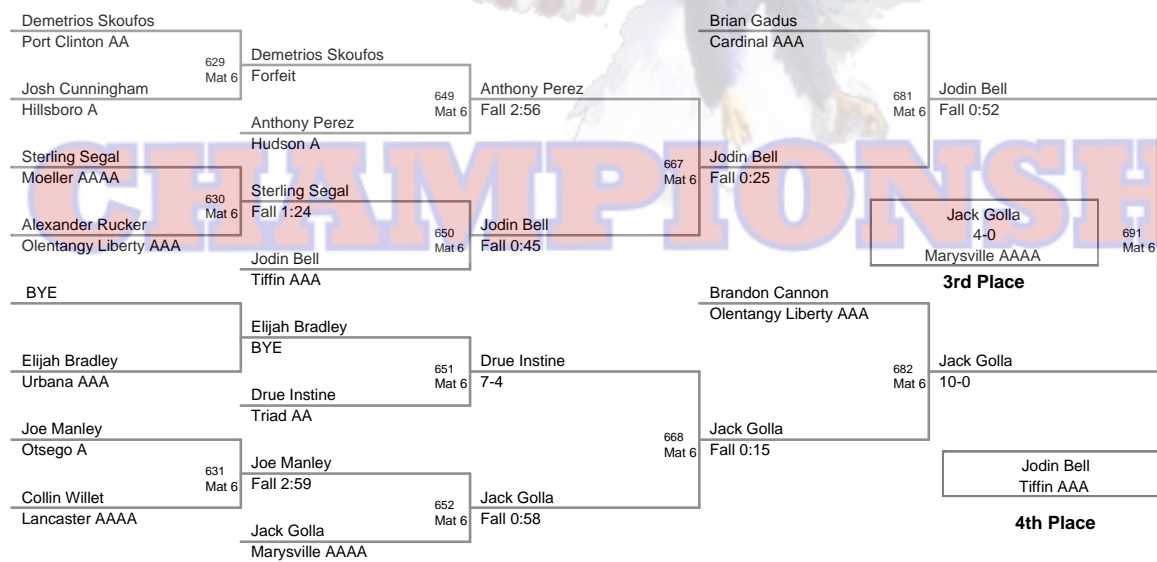 Demetrios Skoufos
Port Clinton AA
629
Mat 6
Josh Cunningham
Hillsboro A
Sterling Segal
Moeller AAAA
630
Mat 6
Alexander Rucker
Olentangy Liberty AAA
BYE
Elijah Bradley
Urbana AAA
Joe Manley
Otsego A
631
Mat 6
Collin Willet
Lancaster AAAA
Demetrios Skoufos
Forfeit
649
Mat 6
Anthony Perez
Hudson A
Sterling Segal
Fall 1:24
650
Mat 6
Jodin Bell
Tiffin AAA
Elijah Bradley
BYE
651
Mat 6
Drue Instine
Triad AA
Joe Manley
Fall 2:59
652
Mat 6
Jack Golla
Marysville AAAA
Anthony Perez
Fall 2:56
667
Mat 6
Jodin Bell
Fall 0:45
Drue Instine
7-4
668
Mat 6
Jack Golla
Fall 0:58
Brian Gadus
Cardinal AAA
681
Mat 6
Jodin Bell
Fall 0:25
Brandon Cannon
Olentangy Liberty AAA
682
Mat 6
Jack Golla
Fall 0:15
Jodin Bell
Fall 0:52
691
Mat 6
Jack Golla
10-0
Jack Golla
4-0
Marysville AAAA
3rd Place
Jodin Bell
Tiffin AAA
4th Place
CHAMPIONSH